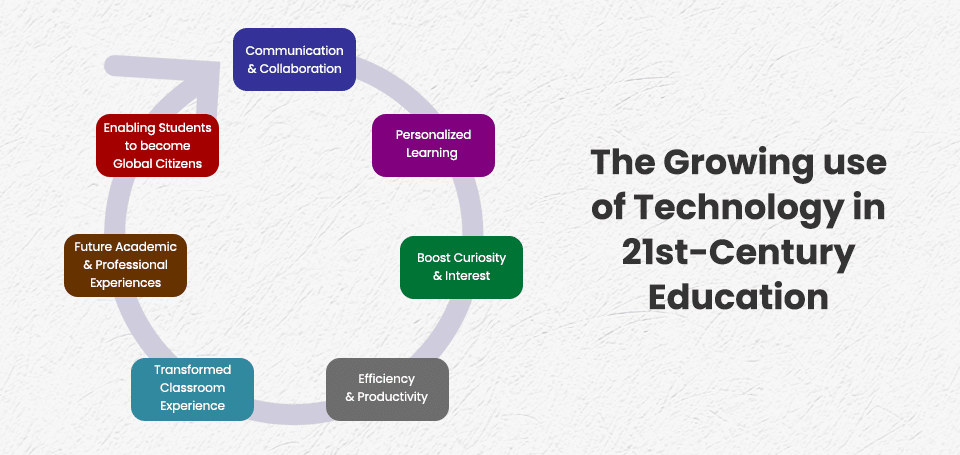 Communication
& Collaboration
Personalized
Learning
Boost Curiosity
& Interest
Efficiency
& Productivity
Transformed
Classroom
Experience
Future Academic
& Professional
Experiences
Enabling Students
to become
Global Citizens
The Growing use
of Technology in
21st-Century
Education